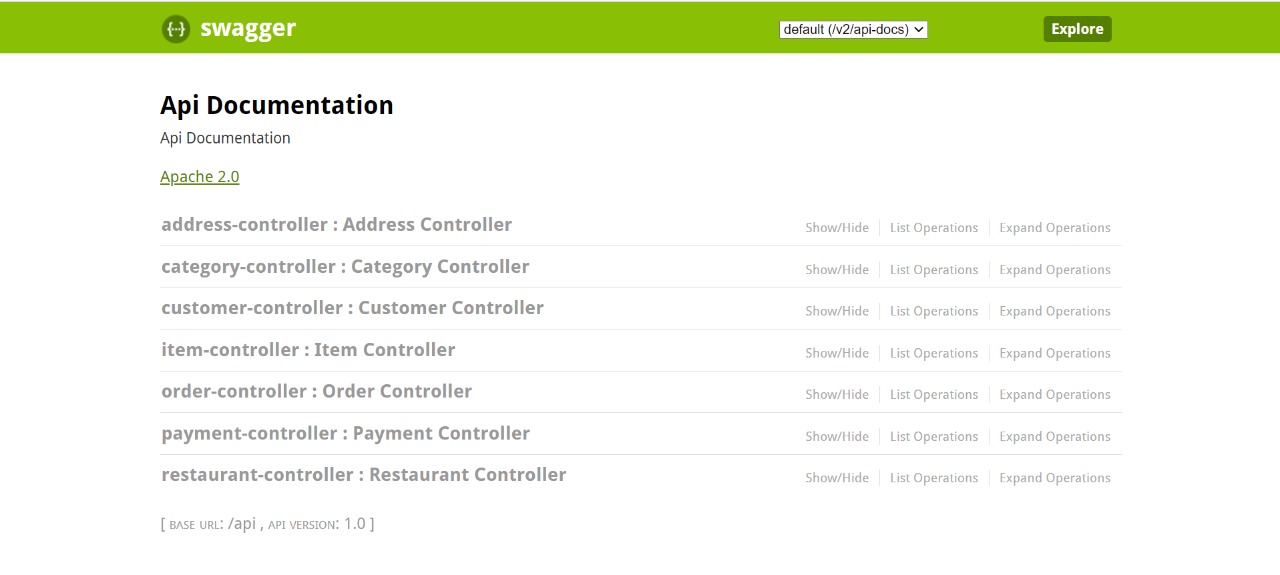 {···} swagger default (/v2/api-docs) Explore
Api Documentation
Api Documentation
Apache 2.0
address-controller : Address Controller Show/Hide List Operations Expand Operations
category-controller : Category Controller Show/Hide List Operations Expand Operations
customer-controller : Customer Controller Show/Hide List Operations Expand Operations
item-controller : Item Controller Show/Hide List Operations Expand Operations
order-controller : Order Controller Show/Hide List Operations Expand Operations
payment-controller : Payment Controller Show/Hide List Operations Expand Operations
restaurant-controller : Restaurant Controller Show/Hide List Operations Expand Operations
[ BASE URL: /api , API VERSION: 1.0 ]